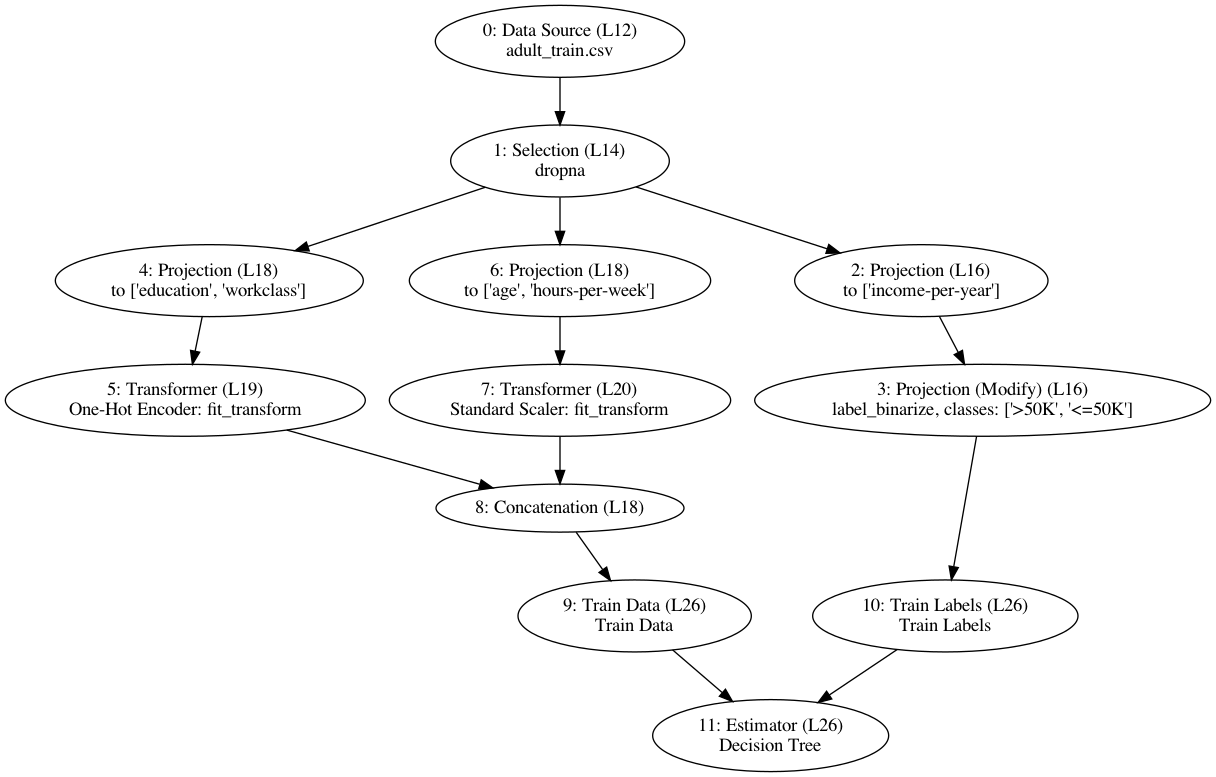 0: Data Source (L12)
adult_train.csv
1: Selection (L14)
dropna
4: Projection (L18)
to ['education', 'workclass']
6: Projection (L18)
to ['age', 'hours-per-week']
2: Projection (L16)
to ['income-per-year']
5: Transformer (L19)
One-Hot Encoder: fit_transform
7: Transformer (L20)
Standard Scaler: fit_transform
3: Projection (Modify) (L16)
label_binarize, classes: ['>50K', '<=50K']
8: Concatenation (L18)
9: Train Data (L26)
Train Data
10: Train Labels (L26)
Train Labels
11: Estimator (L26)
Decision Tree